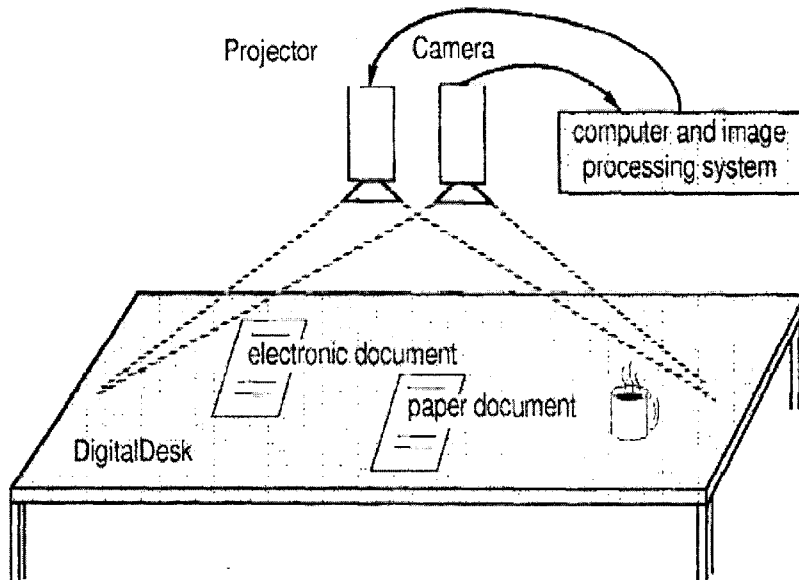 Projector
Camera
computer and image
processing system
electronic document
paper document
DigitalDesk